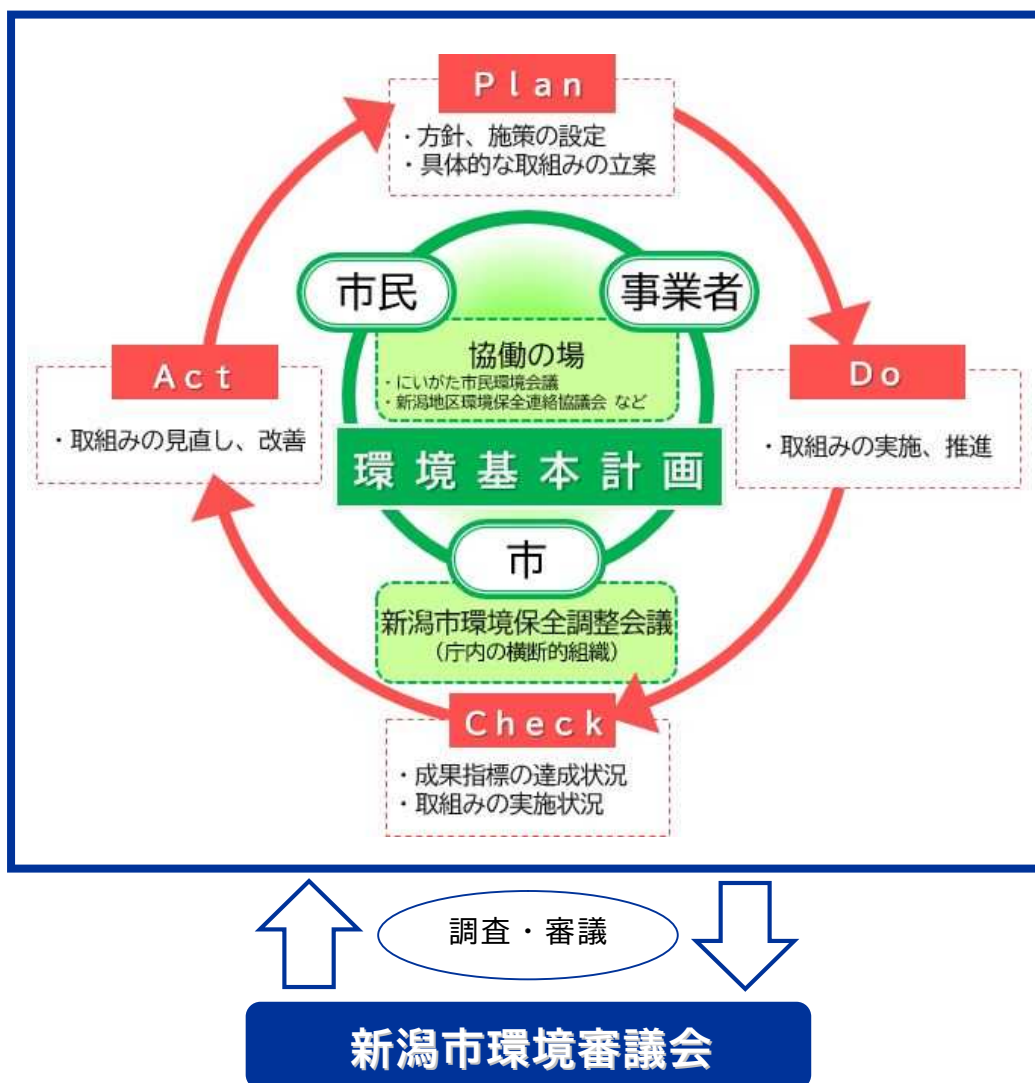 Plan
・方針、施策の設定
・具体的な取組みの立案
市民
事業者
協働の場
・にいがた市民環境会議
・新潟地区環境保全連絡協議会 など
Act
・取組みの見直し、改善
Do
・取組みの実施、推進
環境基本計画
市
新潟市環境保全調整会議
（庁内の横断的組織）
Check
・成果指標の達成状況
・取組みの実施状況
調査・審議
新潟市環境審議会